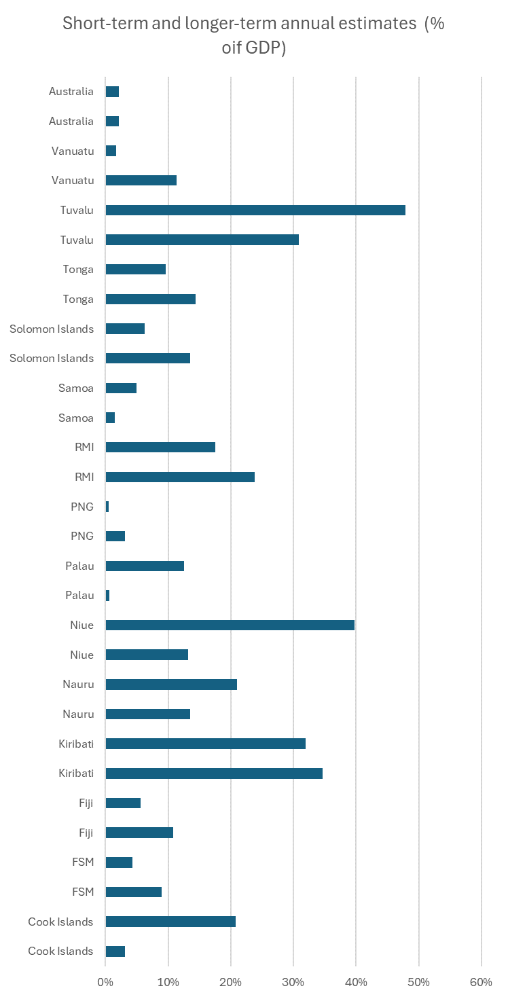 Short-term and longer-term annual estimates (%
oif GDP)
Australia
Australia
Vanuatu
Vanuatu
Tuvalu
Tuvalu
Tonga
Tonga
Solomon Islands
Solomon Islands
Samoa
Samoa
RMI
RMI
PNG
PNG
Palau
Palau
Niue
Niue
Nauru
Nauru
Kiribati
Kiribati
Fiji
Fiji
FSM
FSM
Cook Islands
Cook Islands
0% 10% 20% 30% 40% 50% 60%